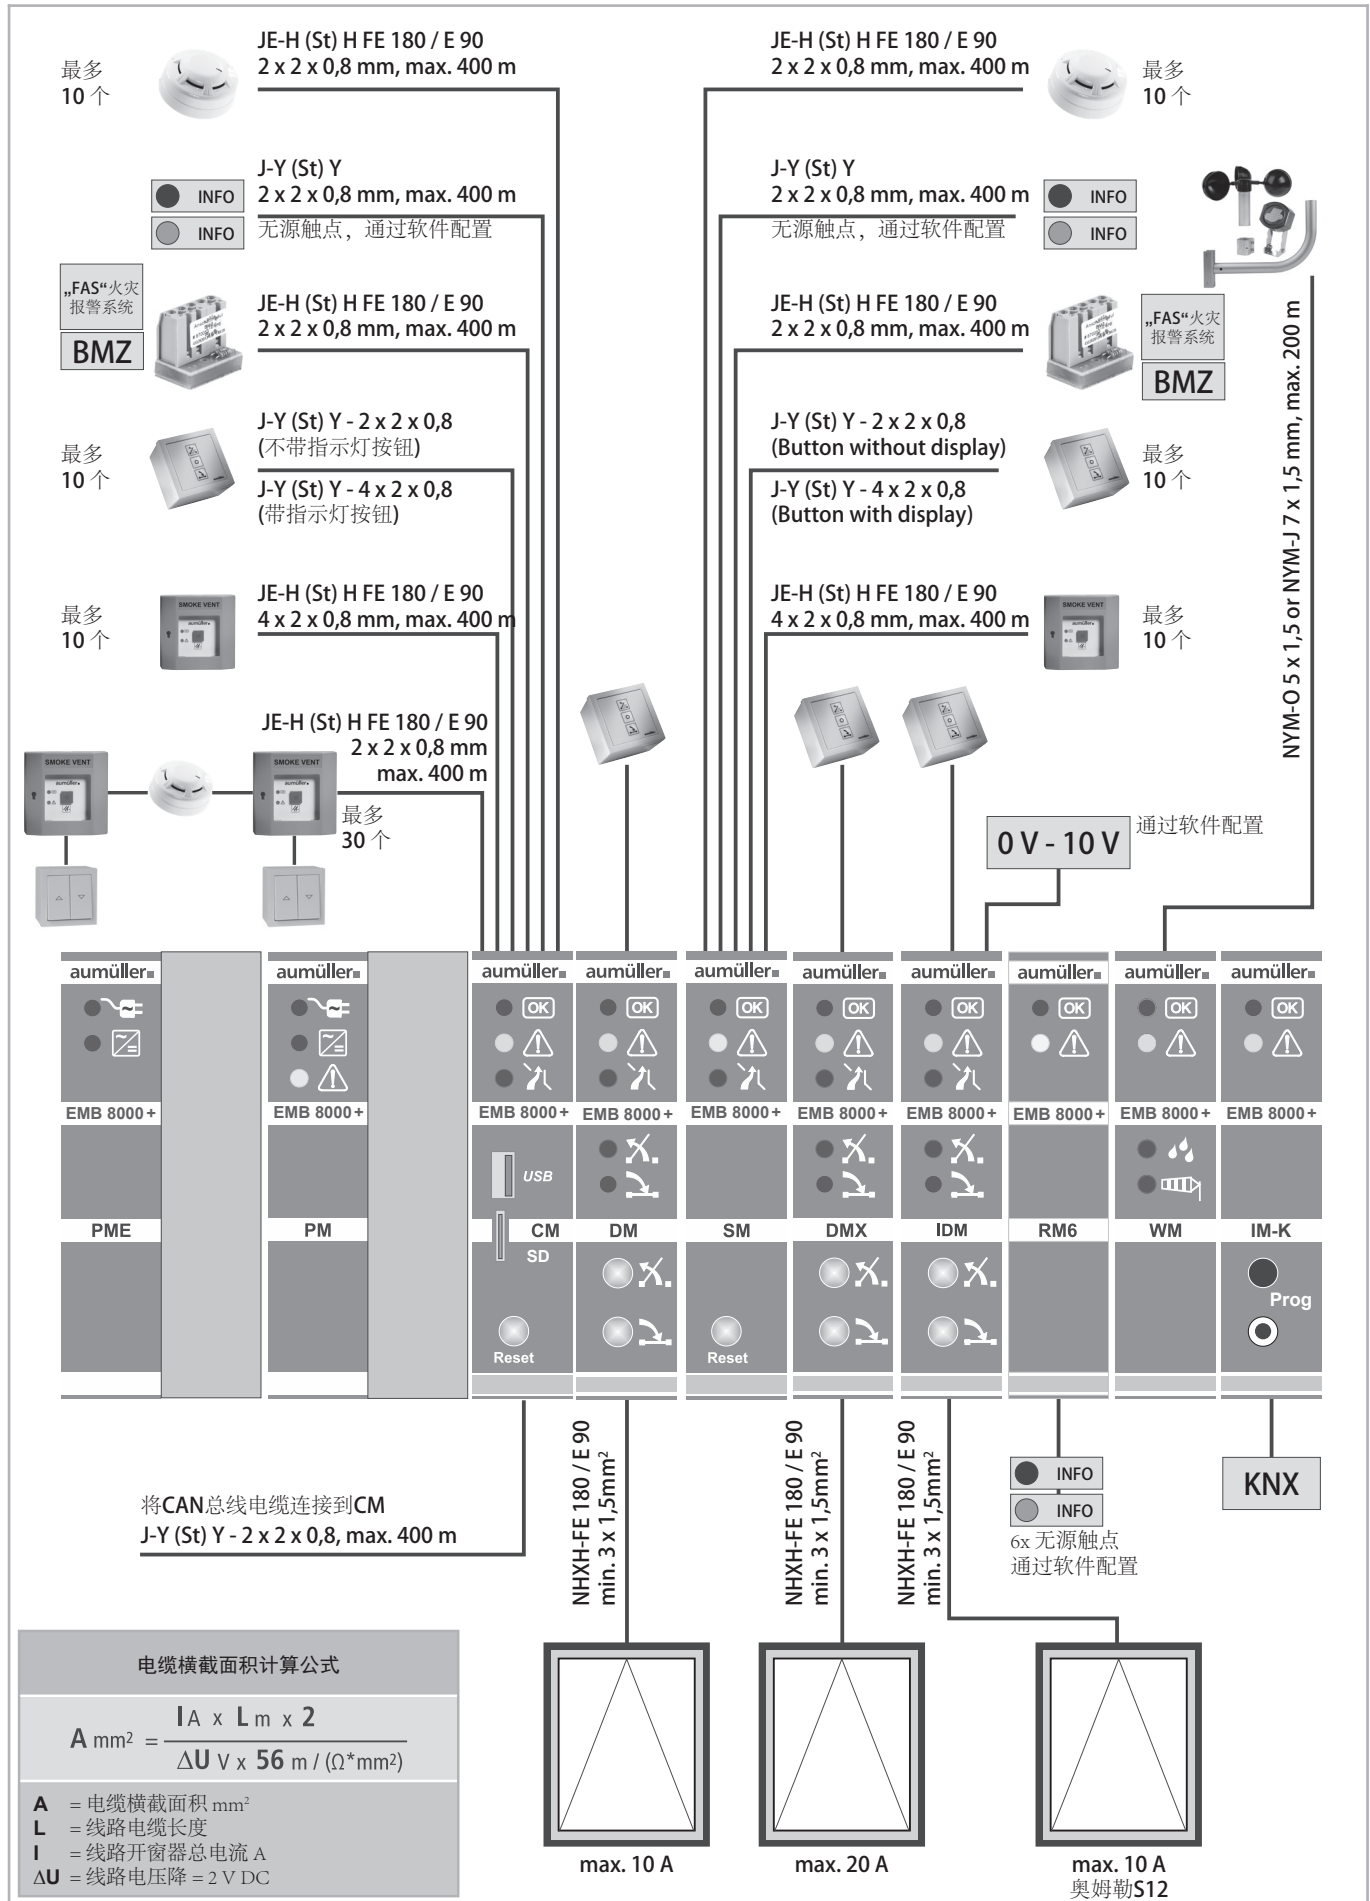 JE-H (St) H FE 180 / E 90
2 x 2 x 0,8 mm, max. 400 m
最多
10 个
J-Y (St) Y
2 x 2 x 0,8 mm, max. 400 m
无源触点，通过软件配置
INFO
INFO
„FAS“火灾
报警系统
BMZ
JE-H (St) H FE 180 / E 90
2 x 2 x 0,8 mm, max. 400 m
J-Y (St) Y - 2 x 2 x 0,8
(不带指示灯按钮)
最多
10 个
J-Y (St) Y - 4 x 2 x 0,8
(带指示灯按钮)
JE-H (St) H FE 180 / E 90
4 x 2 x 0,8 mm, max. 400 m
最多
10 个
SMOKE VENT
aumüller
JE-H (St) H FE 180 / E 90
2 x 2 x 0,8 mm
max. 400 m
最多
30 个
SMOKE VENT
aumüller
SMOKE VENT
aumüller
JE-H (St) H FE 180 / E 90
2 x 2 x 0,8 mm, max. 400 m
最多
10 个
J-Y (St) Y
2 x 2 x 0,8 mm, max. 400 m
无源触点，通过软件配置
INFO
INFO
JE-H (St) H FE 180 / E 90
2 x 2 x 0,8 mm, max. 400 m
„FAS“火灾
报警系统
BMZ
J-Y (St) Y - 2 x 2 x 0,8
(Button without display)
最多
10 个
J-Y (St) Y - 4 x 2 x 0,8
(Button with display)
JE-H (St) H FE 180 / E 90
4 x 2 x 0,8 mm, max. 400 m
SMOKE VENT
aumüller
最多
10 个
NYM-O 5 x 1,5 or NYM-J 7 x 1,5 mm, max. 200 m
0 V - 10 V
通过软件配置
aumüller aumüller aumüller aumüller aumüller aumüller aumüller aumüller aumüller aumüller
OK OK OK OK OK OK OK OK
EMB 8000+ EMB 8000+ EMB 8000+ EMB 8000+ EMB 8000+ EMB 8000+ EMB 8000+ EMB 8000+ EMB 8000+ EMB 8000+
USB
PME PM CM DM SM DMX IDM RM6 WM IM-K
SD
Prog
Reset Reset
将CAN总线电缆连接到CM
J-Y (St) Y - 2 x 2 x 0,8, max. 400 m
NHXH-FE 180 / E 90
min. 3 x 1,5mm²
NHXH-FE 180 / E 90
min. 3 x 1,5mm²
NHXH-FE 180 / E 90
min. 3 x 1,5mm²
INFO
INFO
6x 无源触点
通过软件配置
KNX
电缆横截面积计算公式
A mm² = I A x L m x 2
ΔU V x 56 m / (Ω*mm²)
A = 电缆横截面积 mm²
L = 线路电缆长度
I = 线路开窗器总电流 A
ΔU = 线路电压降 = 2 V DC
max. 10 A
max. 20 A
max. 10 A
奥姆勒S12